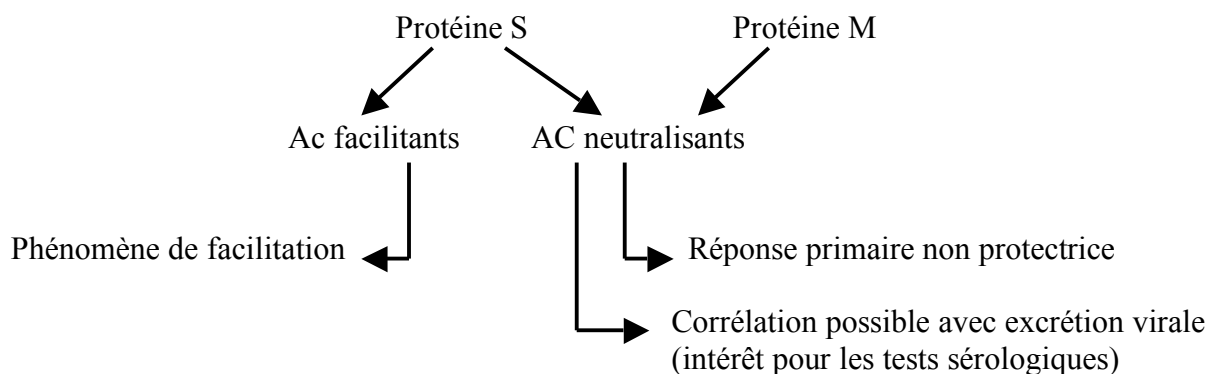 Protéine S Protéine M
Ac facilitants AC neutralisants
Phénomène de facilitation Réponse primaire non protectrice
Corrélation possible avec excrétion virale
(intérêt pour les tests sérologiques)